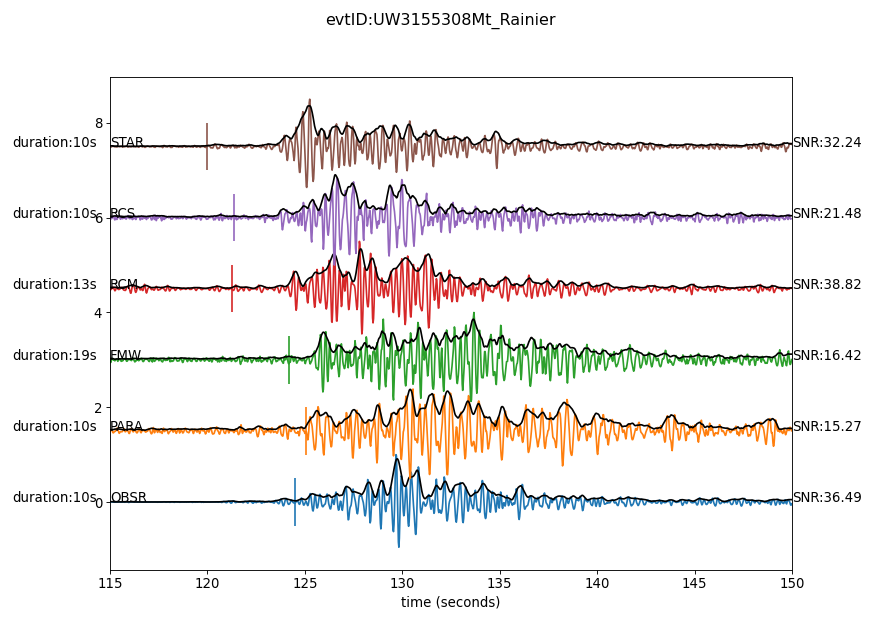 evtID:UW3155308Mt_Rainier
8
duration:10s STAR SNR:32.24
duration:10s RCS SNR:21.48
6
duration:13s RCM SNR:38.82
4
duration:19s FMW SNR:16.42
2
duration:10s PARA SNR:15.27
duration:10s OBSR SNR:36.49
0
115 120 125 130 135 140 145 150
time (seconds)